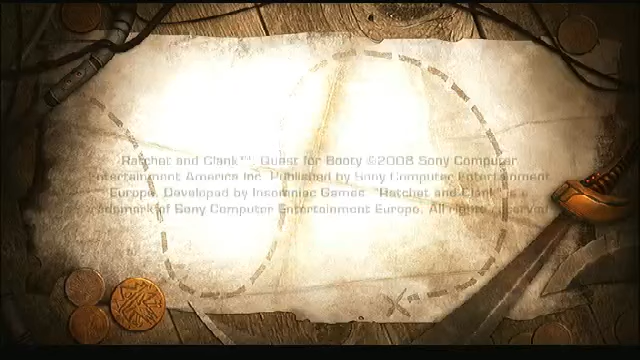 Ratchet and Clank™: Quest for Booty ©2008 Sony Computer
Entertainment America Inc. Published by Sony Computer Entertainment
Europe. Developed by Insomniac Games. "Ratchet and Clank" is a
trademark of Sony Computer Entertainment Europe. All rights reserved.